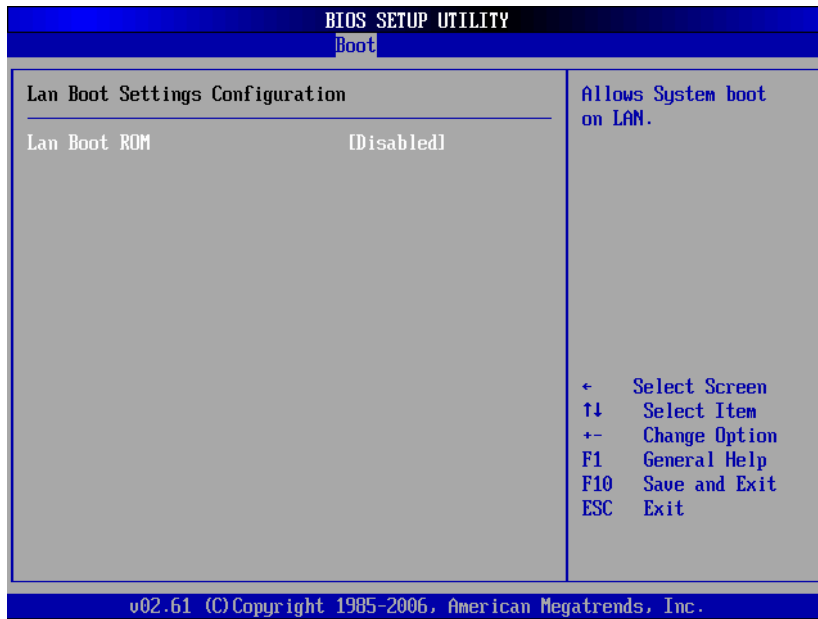 BIOS SETUP UTILITY
Boot
Lan Boot Settings Configuration
Lan Boot ROM [Disabled]
Allows System boot
on LAN.
← Select Screen
↑↓ Select Item
+- Change Option
F1 General Help
F10 Save and Exit
ESC Exit
v02.61 (C)Copyright 1985-2006, American Megatrends, Inc.